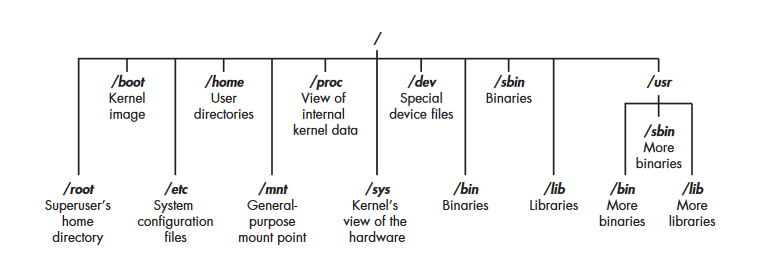 /
/boot
Kernel
image
/home
User
directories
/proc
View of
internal
kernel data
/dev
Special
device files
/sbin
Binaries
/usr
/sbin
More
binaries
/root
Superuser's
home
directory
/etc
System
configuration
files
/mnt
General-
purpose
mount point
/sys
Kernel's
view of the
hardware
/bin
Binaries
/lib
Libraries
/bin
More
binaries
/lib
More
libraries